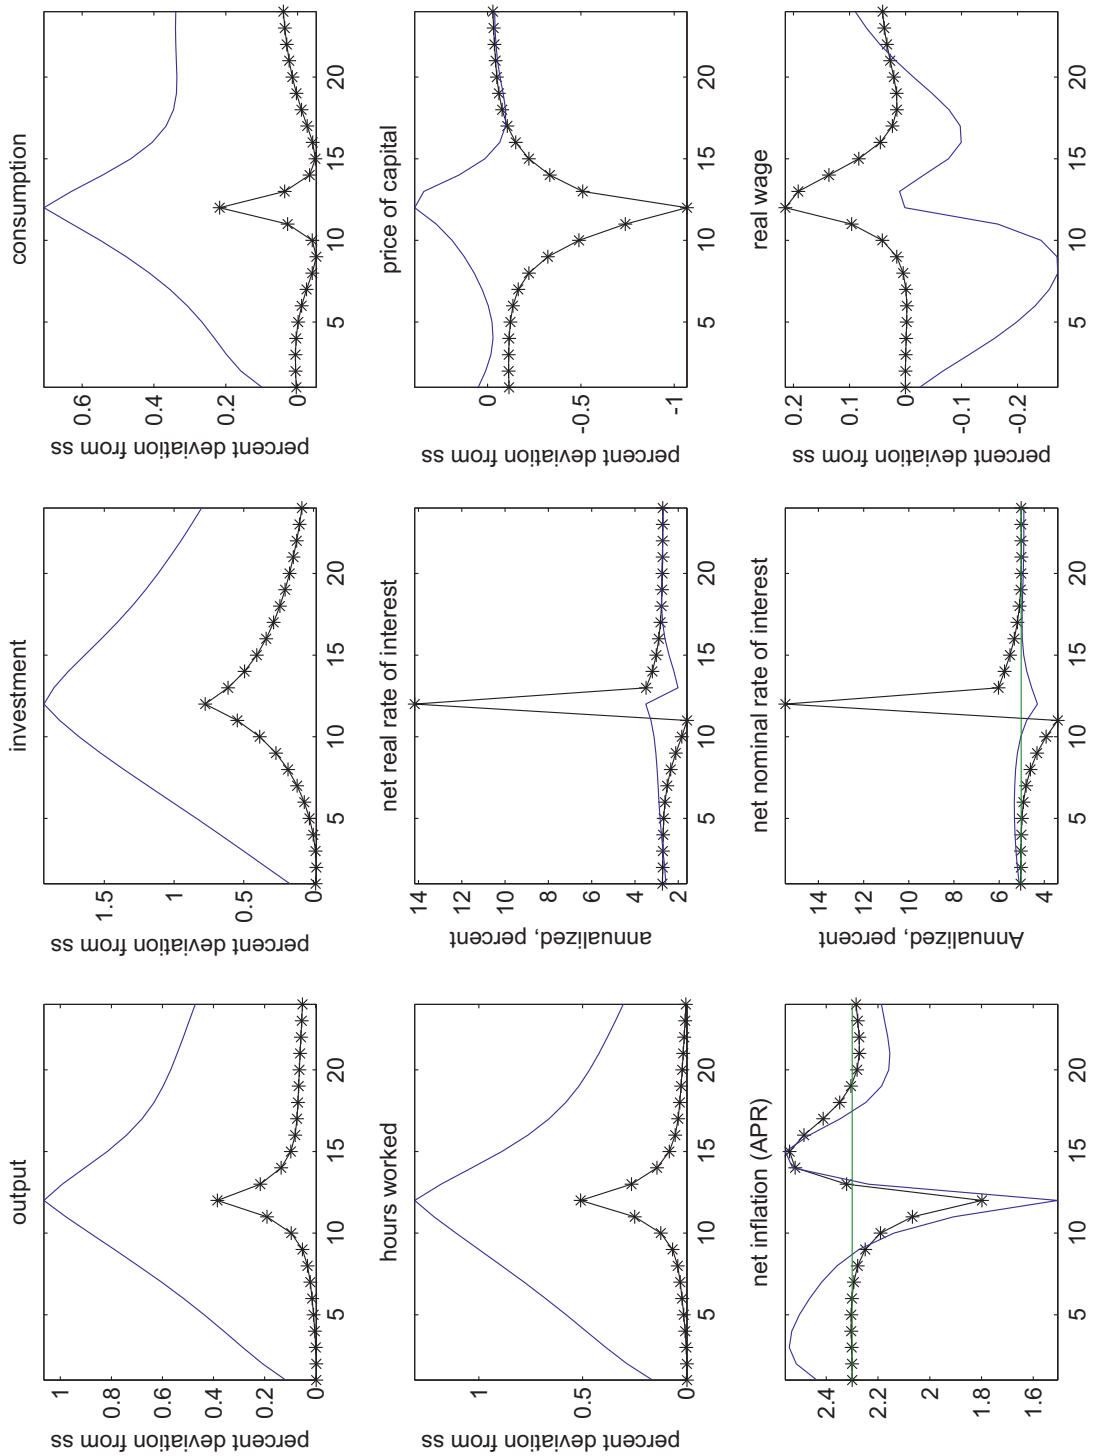 output
percent deviation from ss
1
0.8
0.6
0.4
0.2
0
5 10 15 20
investment
percent deviation from ss
1.5
1
0.5
0
5 10 15 20
consumption
percent deviation from ss
0.6
0.4
0.2
0
5 10 15 20
hours worked
percent deviation from ss
1
0.5
0
5 10 15 20
net real rate of interest
annualized, percent
14
12
10
8
6
4
2
5 10 15 20
price of capital
percent deviation from ss
0
-0.5
-1
5 10 15 20
net inflation (APR)
2.4
2.2
2
1.8
1.6
5 10 15 20
net nominal rate of interest
Annualized, percent
14
12
10
8
6
4
5 10 15 20
real wage
percent deviation from ss
0.2
0.1
0
-0.1
-0.2
5 10 15 20